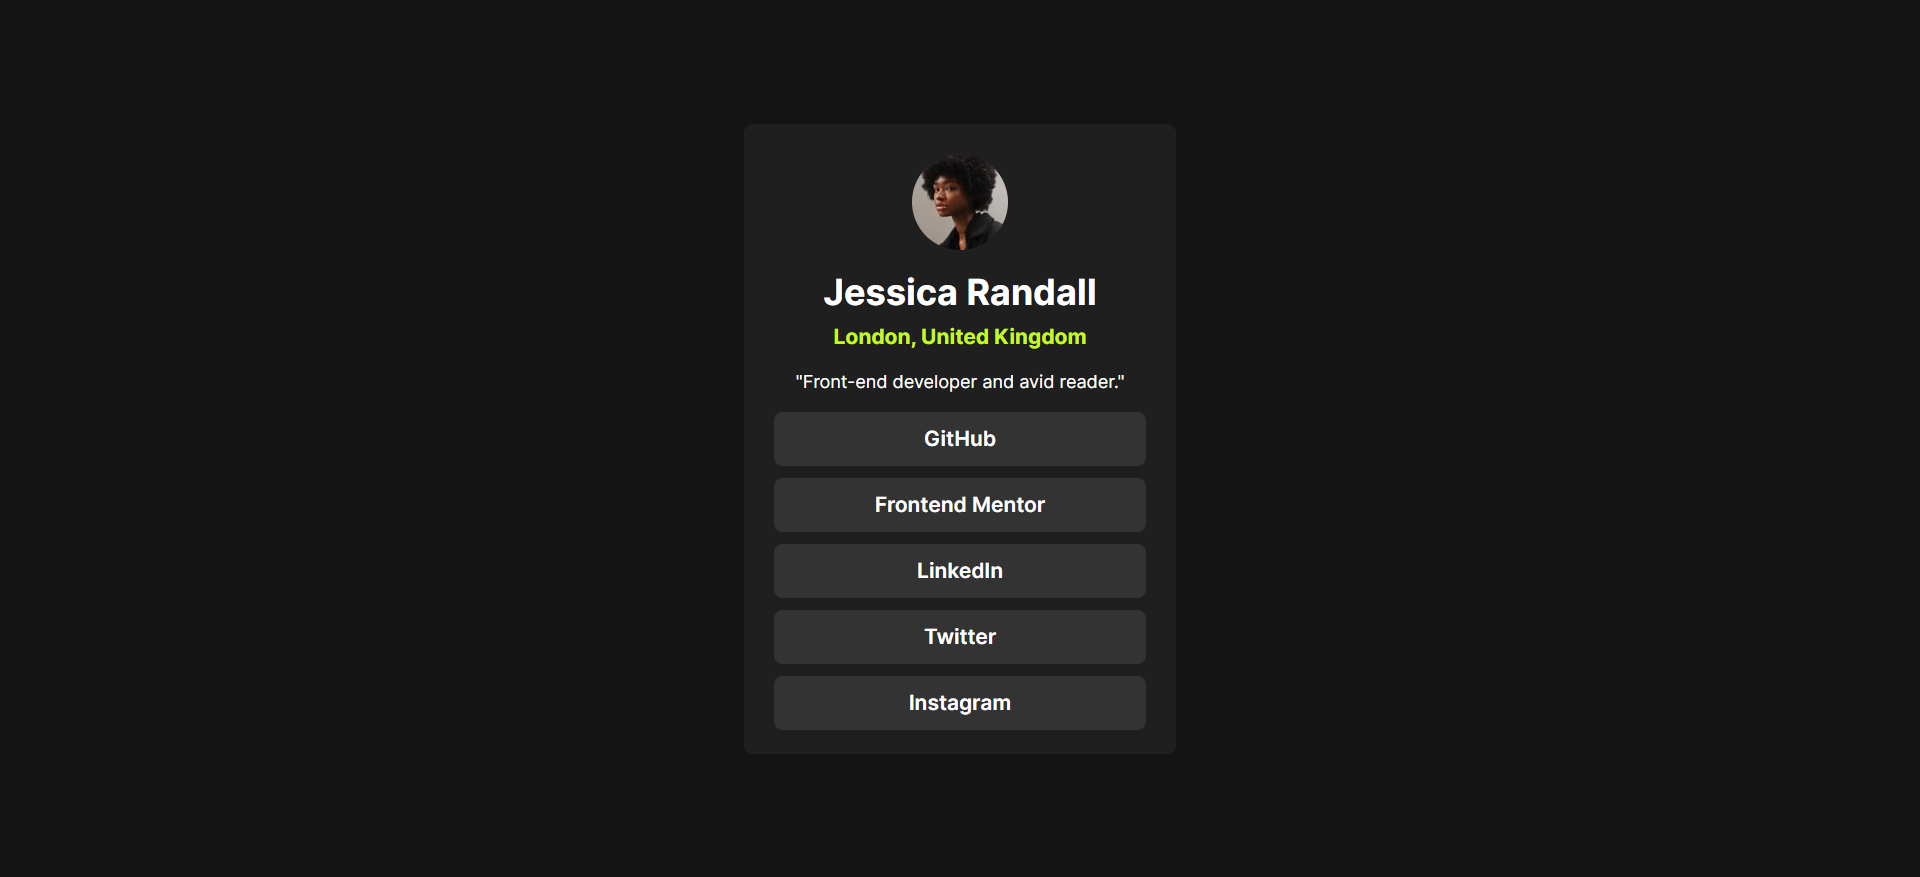 Jessica Randall
London, United Kingdom
"Front-end developer and avid reader."
GitHub
Frontend Mentor
LinkedIn
Twitter
Instagram